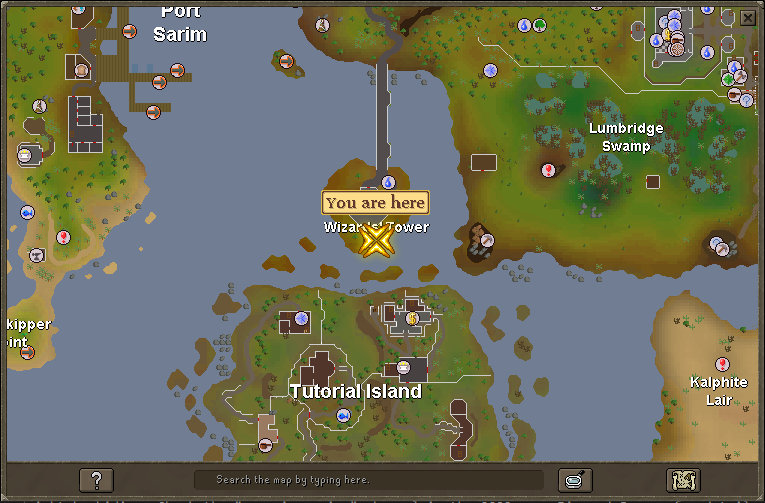 Port
Sarim
Lumbridge
Swamp
You are here
Wizards' Tower
kipper
oint
Kalphite
Lair
Tutorial Island
?
Search the map by typing here.